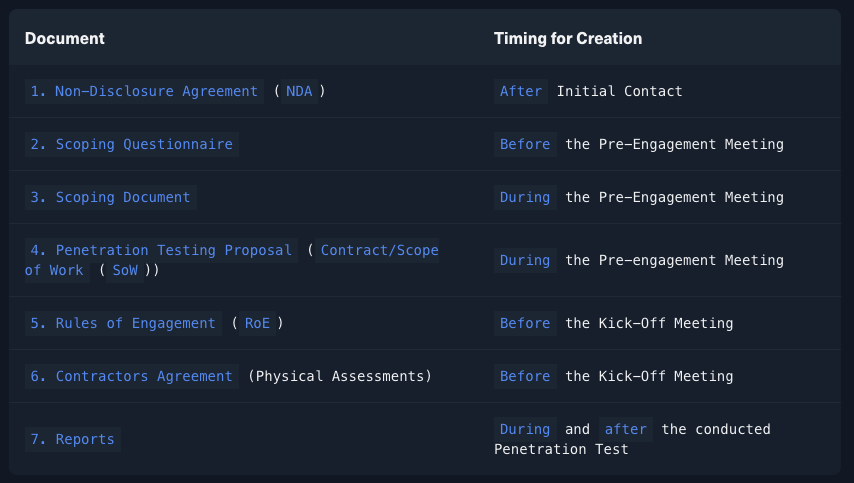 Document Timing for Creation
1. Non-Disclosure Agreement (NDA) After Initial Contact
2. Scoping Questionnaire Before the Pre-Engagement Meeting
3. Scoping Document During the Pre-Engagement Meeting
4. Penetration Testing Proposal (Contract/Scope
of Work (SoW)) During the Pre-engagement Meeting
5. Rules of Engagement (RoE) Before the Kick-Off Meeting
6. Contractors Agreement (Physical Assessments) Before the Kick-Off Meeting
7. Reports During and after the conducted
Penetration Test